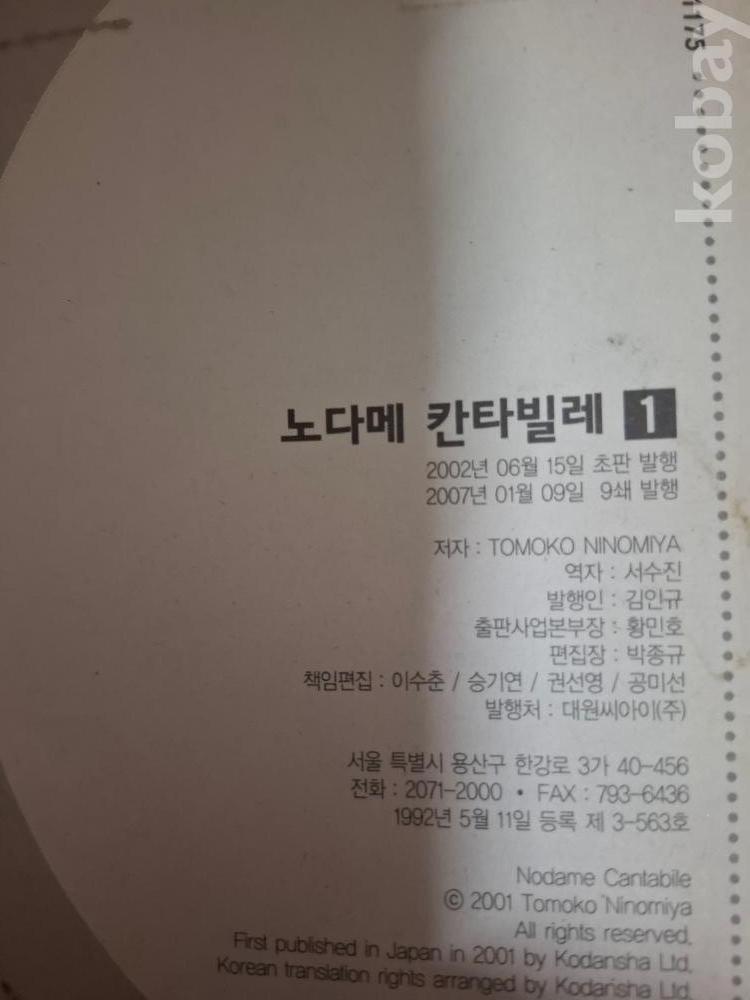 1175
kobay
노다메 칸타빌레 1
2002년 06월 15일 초판 발행
2007년 01월 09일 9쇄 발행
저자 : TOMOKO NINOMIYA
역자 : 서수진
발행인 : 김인규
출판사업본부장 : 황민호
편집장 : 박종규
책임편집 : 이수춘 / 승기연 / 권선영 / 공미선
발행처 : 대원씨아이(주)
서울 특별시 용산구 한강로 3가 40-456
전화 : 2071-2000 • FAX : 793-6436
1992년 5월 11일 등록 제 3-563호
Nodame Cantabile
© 2001 Tomoko Ninomiya
All rights reserved.
First published in Japan in 2001 by Kodansha Ltd.
Korean translation rights arranged by Kodansha Ltd.